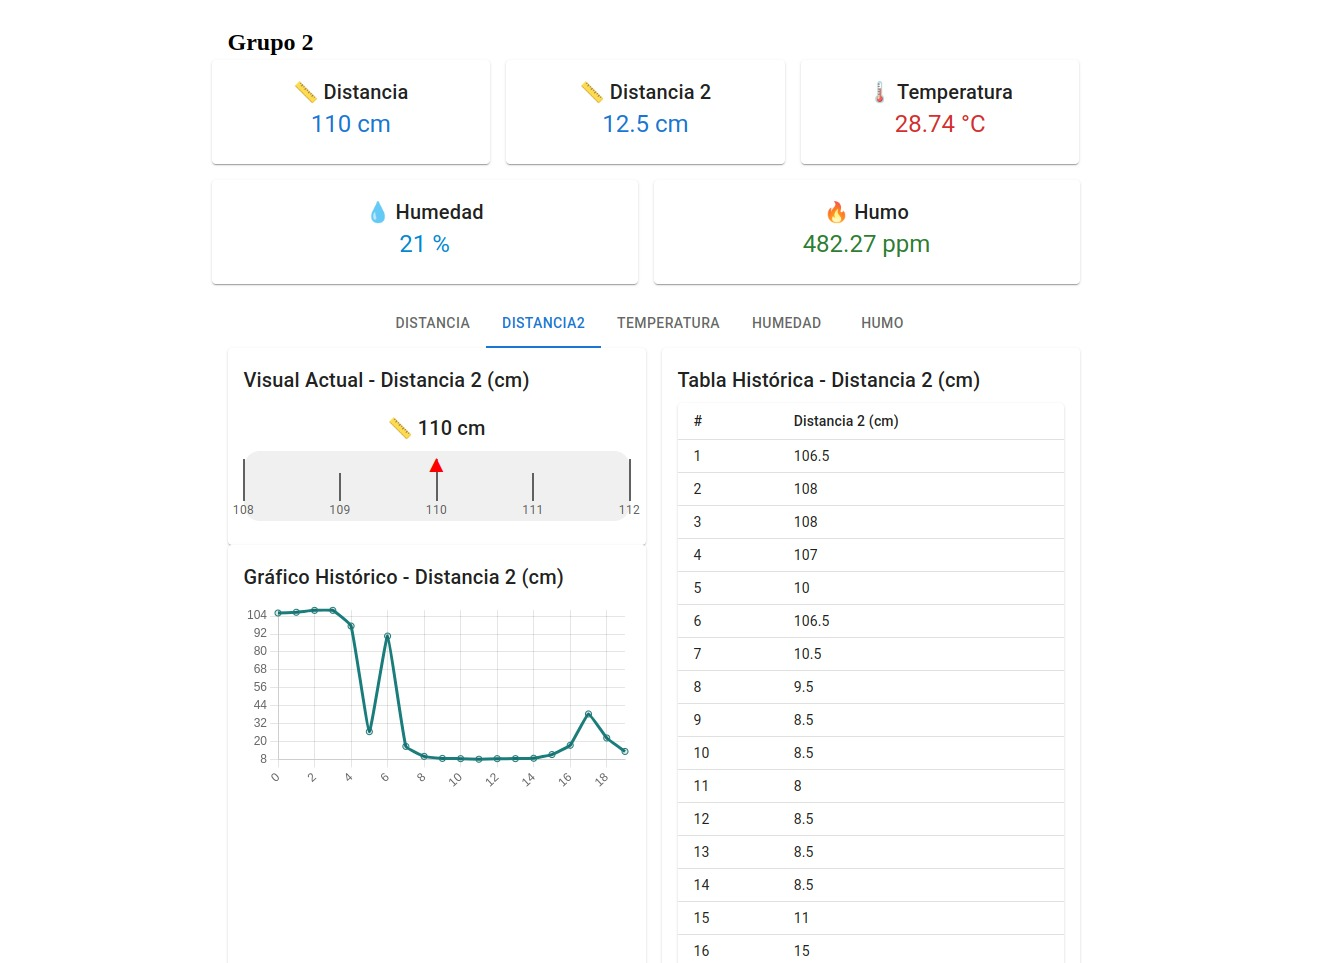 Grupo 2
📏 Distancia
110 cm
📏 Distancia 2
12.5 cm
🌡️ Temperatura
28.74 °C
💧 Humedad
21 %
🔥 Humo
482.27 ppm
DISTANCIA DISTANCIA2 TEMPERATURA HUMEDAD HUMO
Visual Actual - Distancia 2 (cm)
📏 110 cm
108 109 110 111 112
Gráfico Histórico - Distancia 2 (cm)
104
92
80
68
56
44
32
20
8
0 2 4 6 8 10 12 14 16 18
Tabla Histórica - Distancia 2 (cm)
# Distancia 2 (cm)
1 106.5
2 108
3 108
4 107
5 10
6 106.5
7 10.5
8 9.5
9 8.5
10 8.5
11 8
12 8.5
13 8.5
14 8.5
15 11
16 15